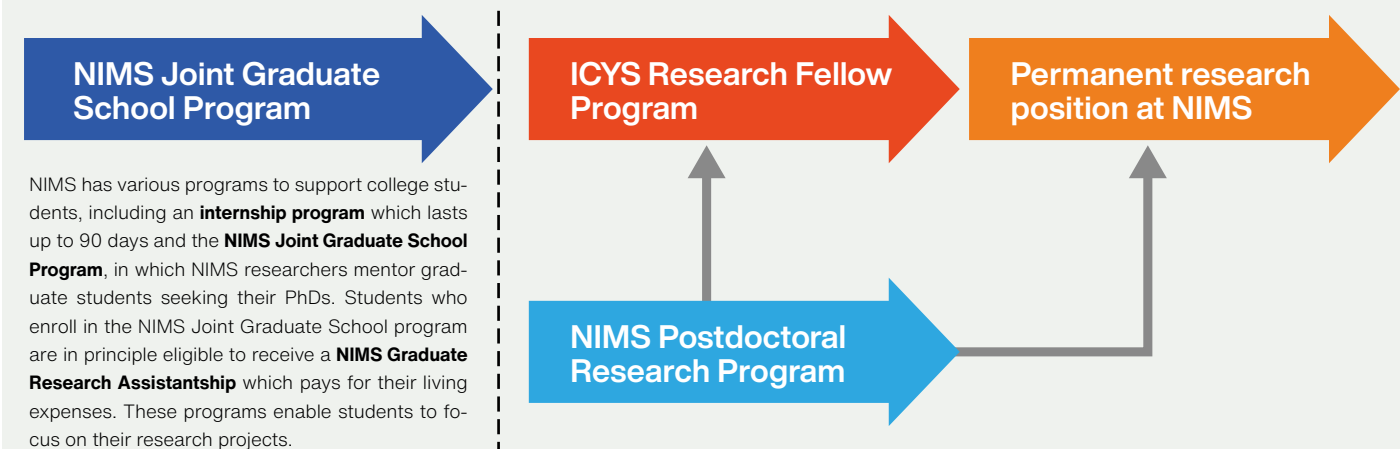 NIMS Joint Graduate
School Program
NIMS has various programs to support college stu-
dents, including an internship program which lasts
up to 90 days and the NIMS Joint Graduate School
Program, in which NIMS researchers mentor grad-
uate students seeking their PhDs. Students who
enroll in the NIMS Joint Graduate School program
are in principle eligible to receive a NIMS Graduate
Research Assistantship which pays for their living
expenses. These programs enable students to fo-
cus on their research projects.
ICYS Research Fellow
Program
Permanent research
position at NIMS
NIMS Postdoctoral
Research Program